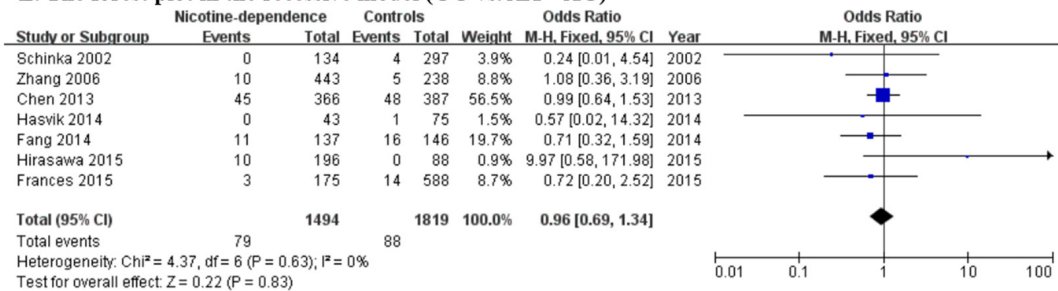 Nicotine-dependence Controls Odds Ratio Odds Ratio
Study or Subgroup Events Total Events Total Weight M-H, Fixed, 95% CI Year M-H, Fixed, 95% CI
Schinka 2002 0 134 4 297 3.9% 0.24 [0.01, 4.54] 2002
Zhang 2006 10 443 5 238 8.8% 1.08 [0.36, 3.19] 2006
Chen 2013 45 366 48 387 56.5% 0.99 [0.64, 1.53] 2013
Hasvik 2014 0 43 1 75 1.5% 0.57 [0.02, 14.32] 2014
Fang 2014 11 137 16 146 19.7% 0.71 [0.32, 1.59] 2014
Hirasawa 2015 10 196 0 88 0.9% 9.97 [0.58, 171.98] 2015
Frances 2015 3 175 14 588 8.7% 0.72 [0.20, 2.52] 2015
Total (95% CI) 1494 1819 100.0% 0.96 [0.69, 1.34]
Total events 79 88
Heterogeneity: Chi² = 4.37, df = 6 (P = 0.63); I² = 0%
Test for overall effect: Z = 0.22 (P = 0.83)
0.01 0.1 1 10 100